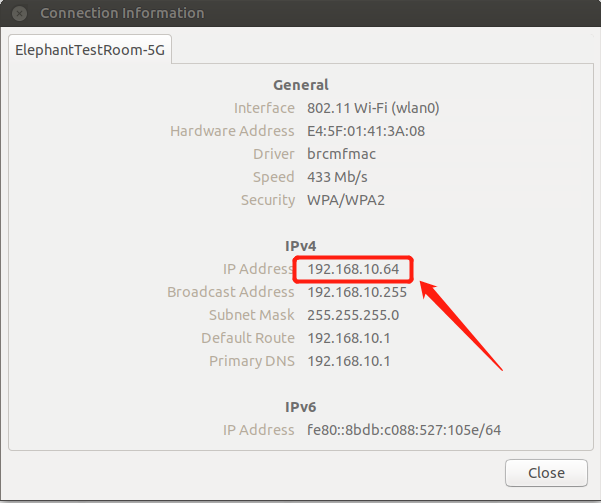 Connection Information
ElephantTestRoom-5G
General
Interface 802.11 Wi-Fi (wlan0)
Hardware Address E4:5F:01:41:3A:08
Driver brcmfmac
Speed 433 Mb/s
Security WPA/WPA2
IPv4
IP Address 192.168.10.64
Broadcast Address 192.168.10.255
Subnet Mask 255.255.255.0
Default Route 192.168.10.1
Primary DNS 192.168.10.1
IPv6
IP Address fe80::8bdb:c088:527:105e/64
Close